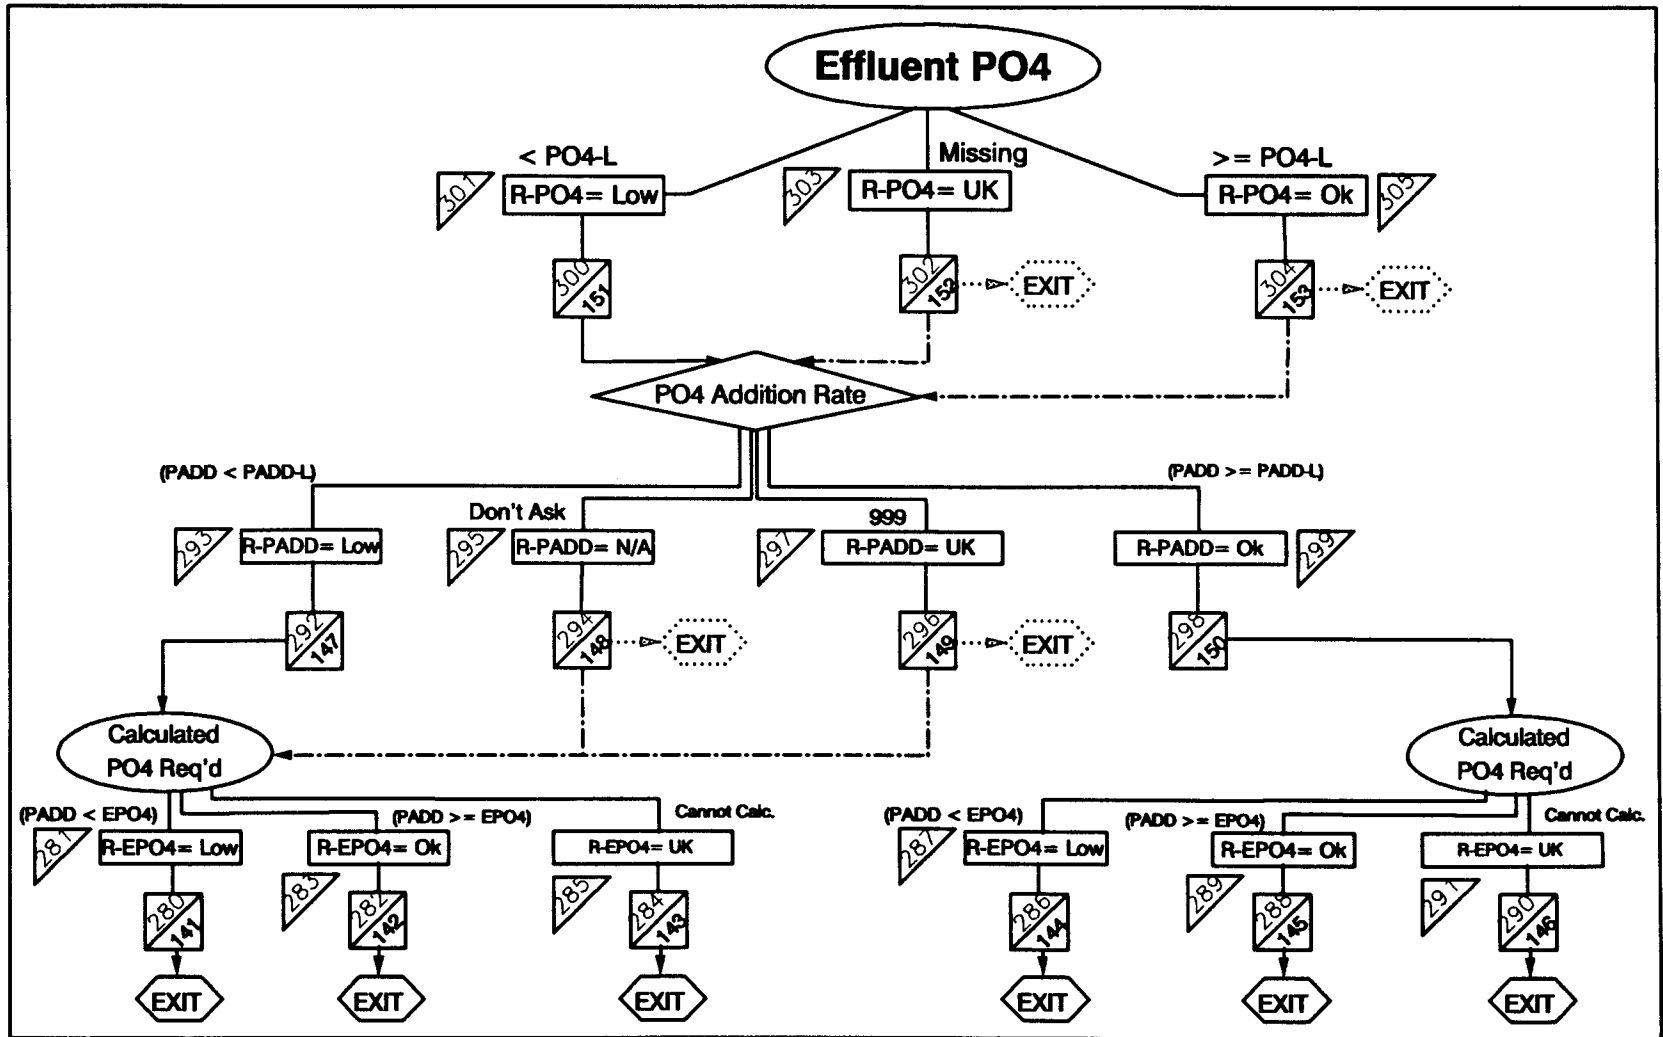 Effluent PO4
< PO4-L
Missing
>= PO4-L
301
R-PO4= Low
303
R-PO4= UK
R-PO4= Ok
305
300
151
302
152
EXIT
304
153
EXIT
PO4 Addition Rate
(PADD < PADD-L)
(PADD >= PADD-L)
Don't Ask
999
293
R-PADD= Low
295
R-PADD= N/A
297
R-PADD= UK
R-PADD= Ok
299
292
147
294
148
EXIT
296
149
EXIT
298
150
Calculated
PO4 Req'd
Calculated
PO4 Req'd
(PADD < EPO4)
(PADD >= EPO4)
Cannot Calc.
(PADD < EPO4)
(PADD >= EPO4)
Cannot Calc.
281
R-EPO4= Low
R-EPO4= Ok
R-EPO4= UK
287
R-EPO4= Low
R-EPO4= Ok
R-EPO4= UK
283
285
289
291
280
141
282
142
284
143
286
144
288
145
290
146
EXIT
EXIT
EXIT
EXIT
EXIT
EXIT